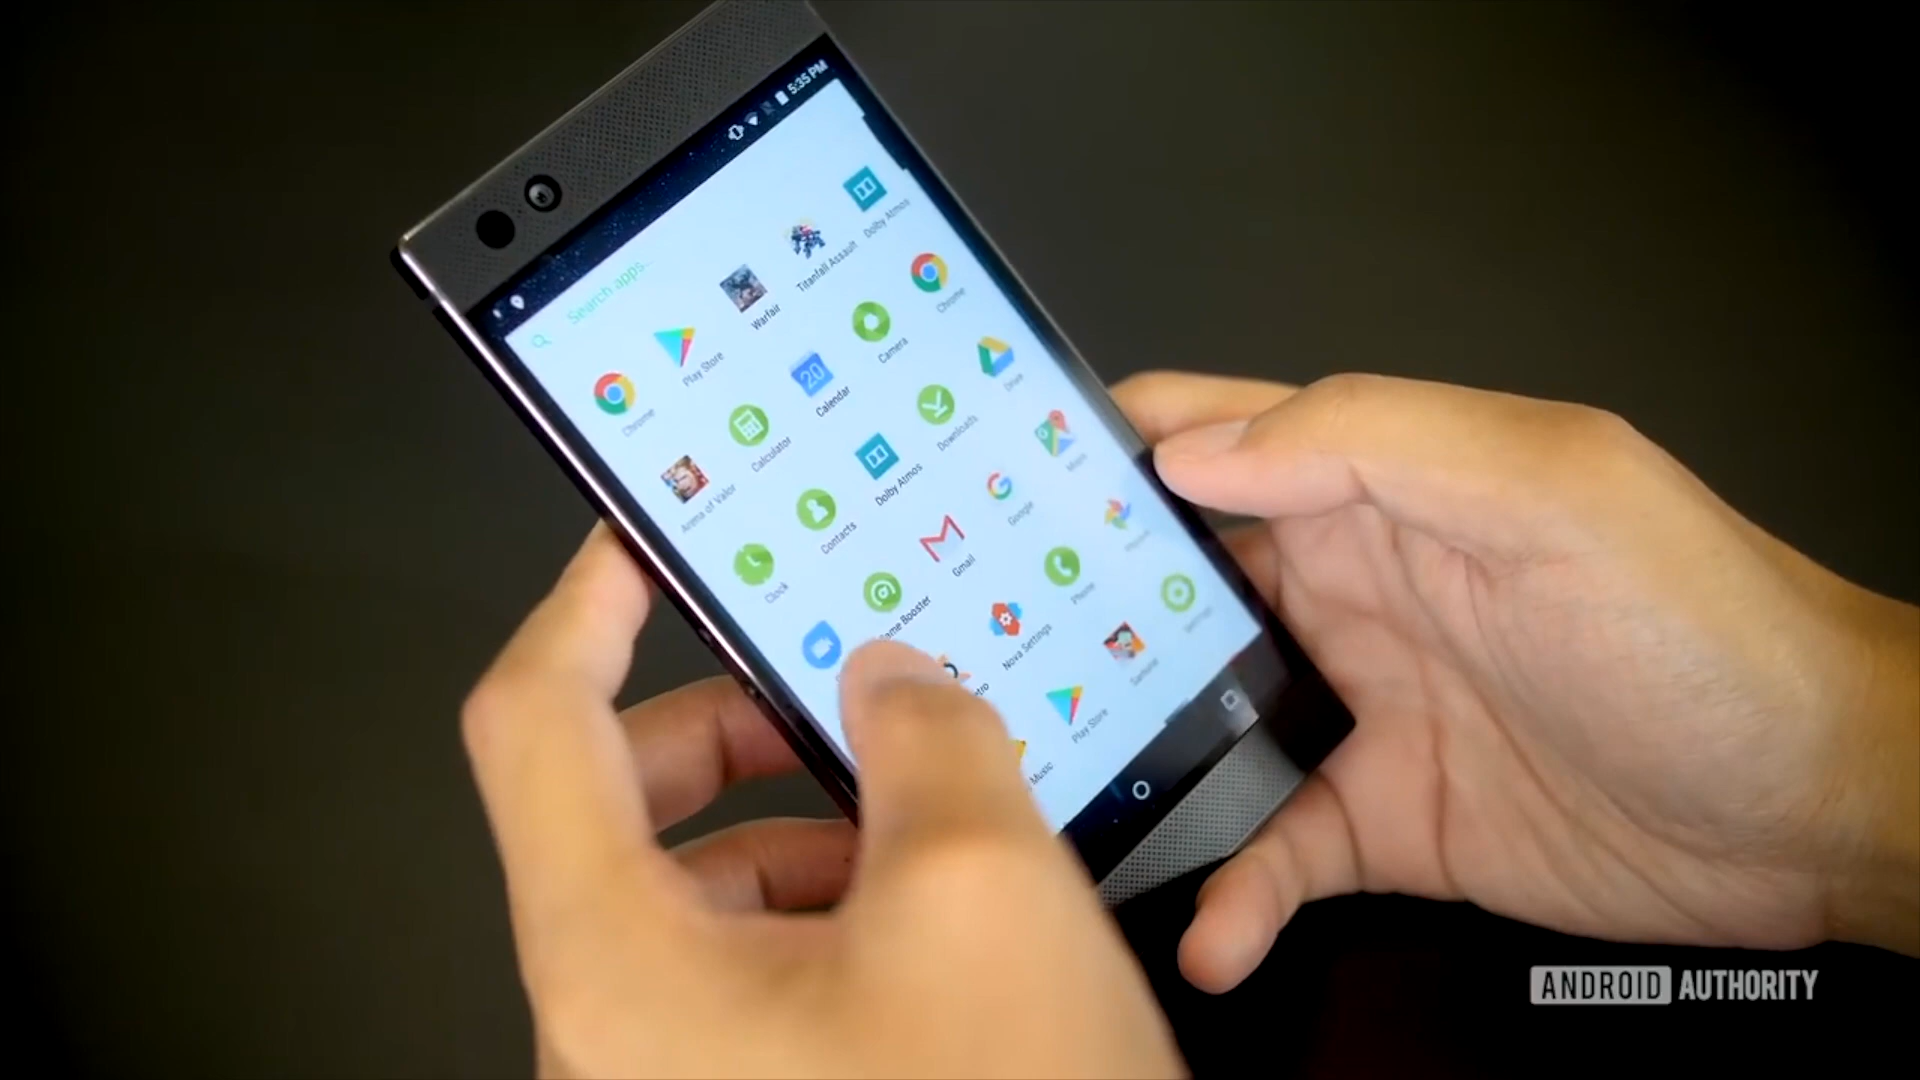 5:35 PM
Search apps...
Chrome
Play Store
Warfair
Titanfall Assault
Dolby Atmos
Arena of Valor
Calculator
20
Calendar
Camera
Chrome
Clock
Contacts
Dolby Atmos
Downloads
Drive
Game Booster
Gmail
Google
Maps
Nova Settings
Phone
Music
Play Store
ANDROID AUTHORITY